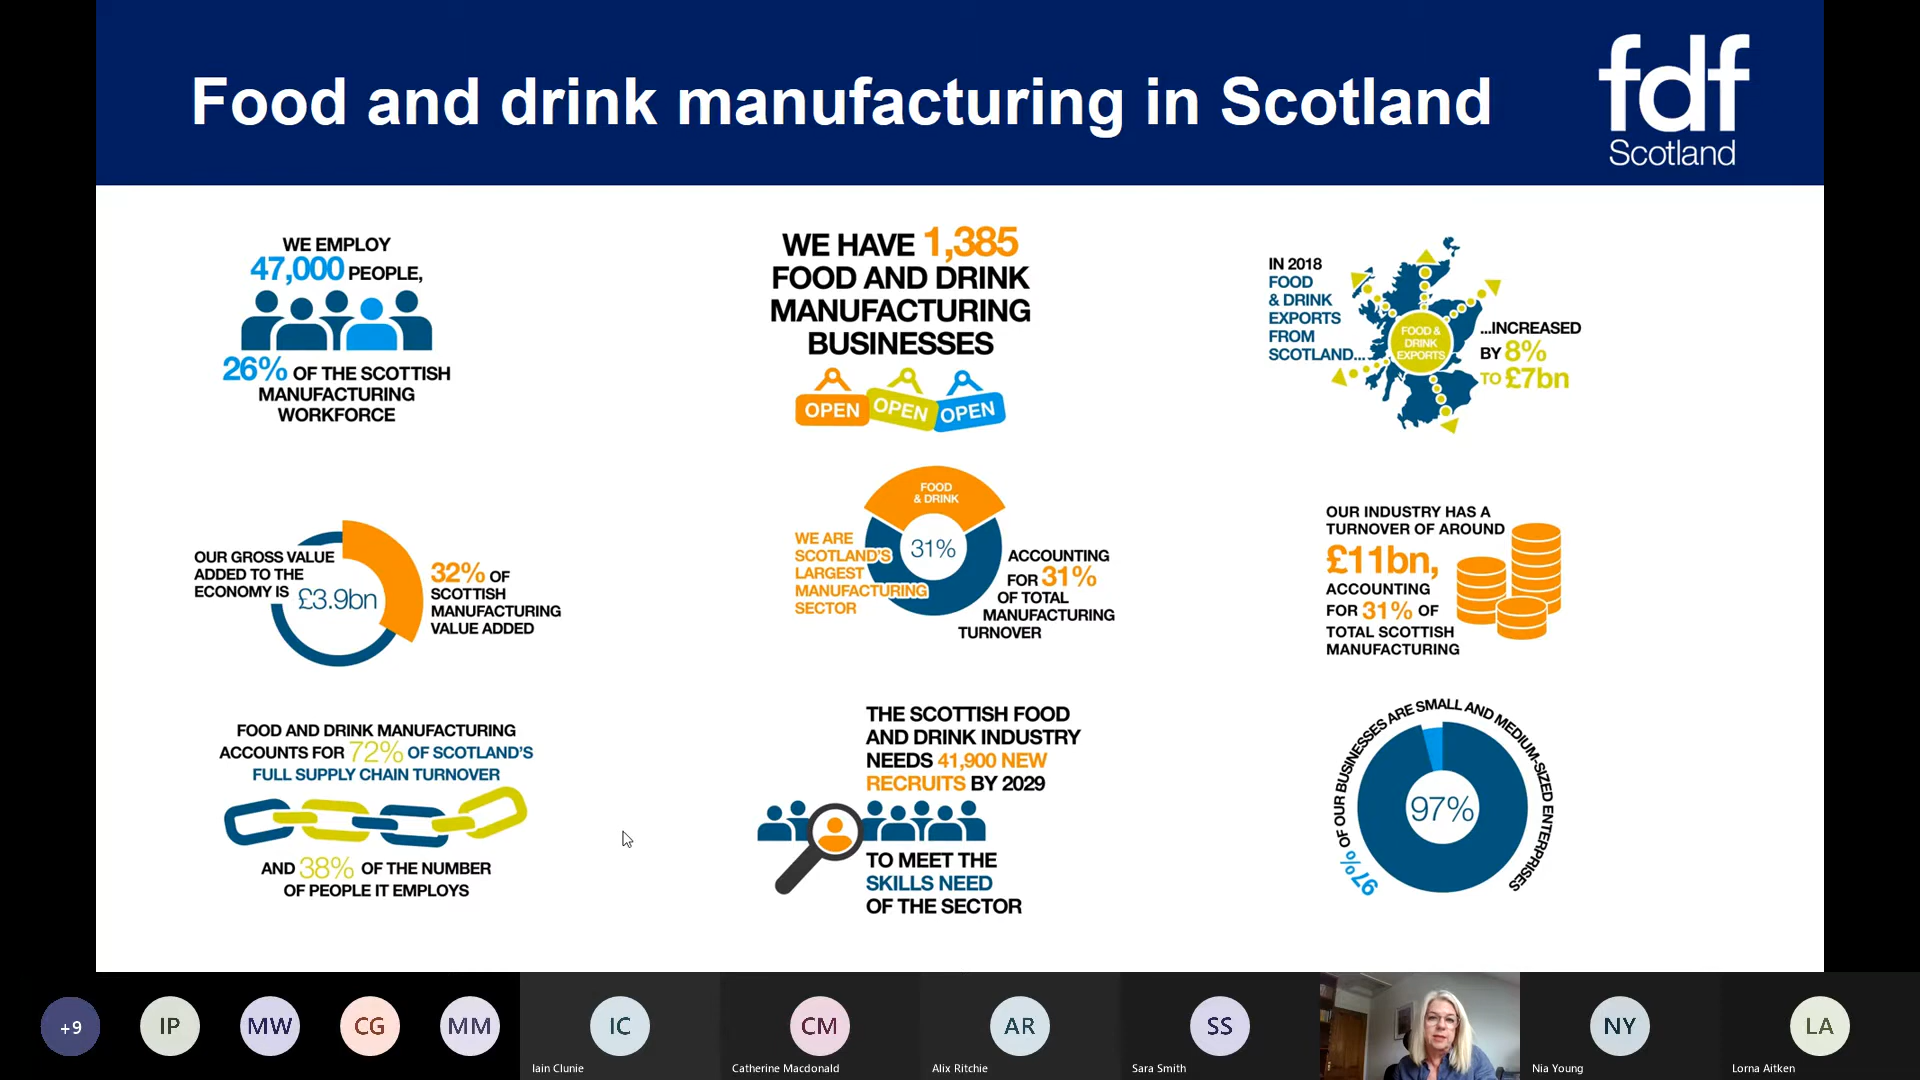 Food and drink manufacturing in Scotland
fdf
Scotland
WE EMPLOY
47,000 PEOPLE,
26% OF THE SCOTTISH
MANUFACTURING
WORKFORCE
WE HAVE 1,385
FOOD AND DRINK
MANUFACTURING
BUSINESSES
OPEN OPEN OPEN
IN 2018
FOOD
& DRINK
EXPORTS
FROM
SCOTLAND...
FOOD &
DRINK
EXPORTS
...INCREASED
BY 8%
TO £7bn
OUR GROSS VALUE
ADDED TO THE
ECONOMY IS £3.9bn
32% OF
SCOTTISH
MANUFACTURING
VALUE ADDED
FOOD
& DRINK
31%
WE ARE
SCOTLAND'S
LARGEST
MANUFACTURING
SECTOR
ACCOUNTING
FOR 31%
OF TOTAL
MANUFACTURING
TURNOVER
OUR INDUSTRY HAS A
TURNOVER OF AROUND
£11bn,
ACCOUNTING
FOR 31% OF
TOTAL SCOTTISH
MANUFACTURING
FOOD AND DRINK MANUFACTURING
ACCOUNTS FOR 72% OF SCOTLAND'S
FULL SUPPLY CHAIN TURNOVER
AND 38% OF THE NUMBER
OF PEOPLE IT EMPLOYS
THE SCOTTISH FOOD
AND DRINK INDUSTRY
NEEDS 41,900 NEW
RECRUITS BY 2029
TO MEET THE
SKILLS NEED
OF THE SECTOR
97% OF OUR BUSINESSES ARE SMALL AND MEDIUM-SIZED ENTERPRISES
97%
+9
IP
MW
CG
MM
IC
Iain Clunie
CM
Catherine Macdonald
AR
Alix Ritchie
SS
Sara Smith
NY
Nia Young
LA
Lorna Aitken